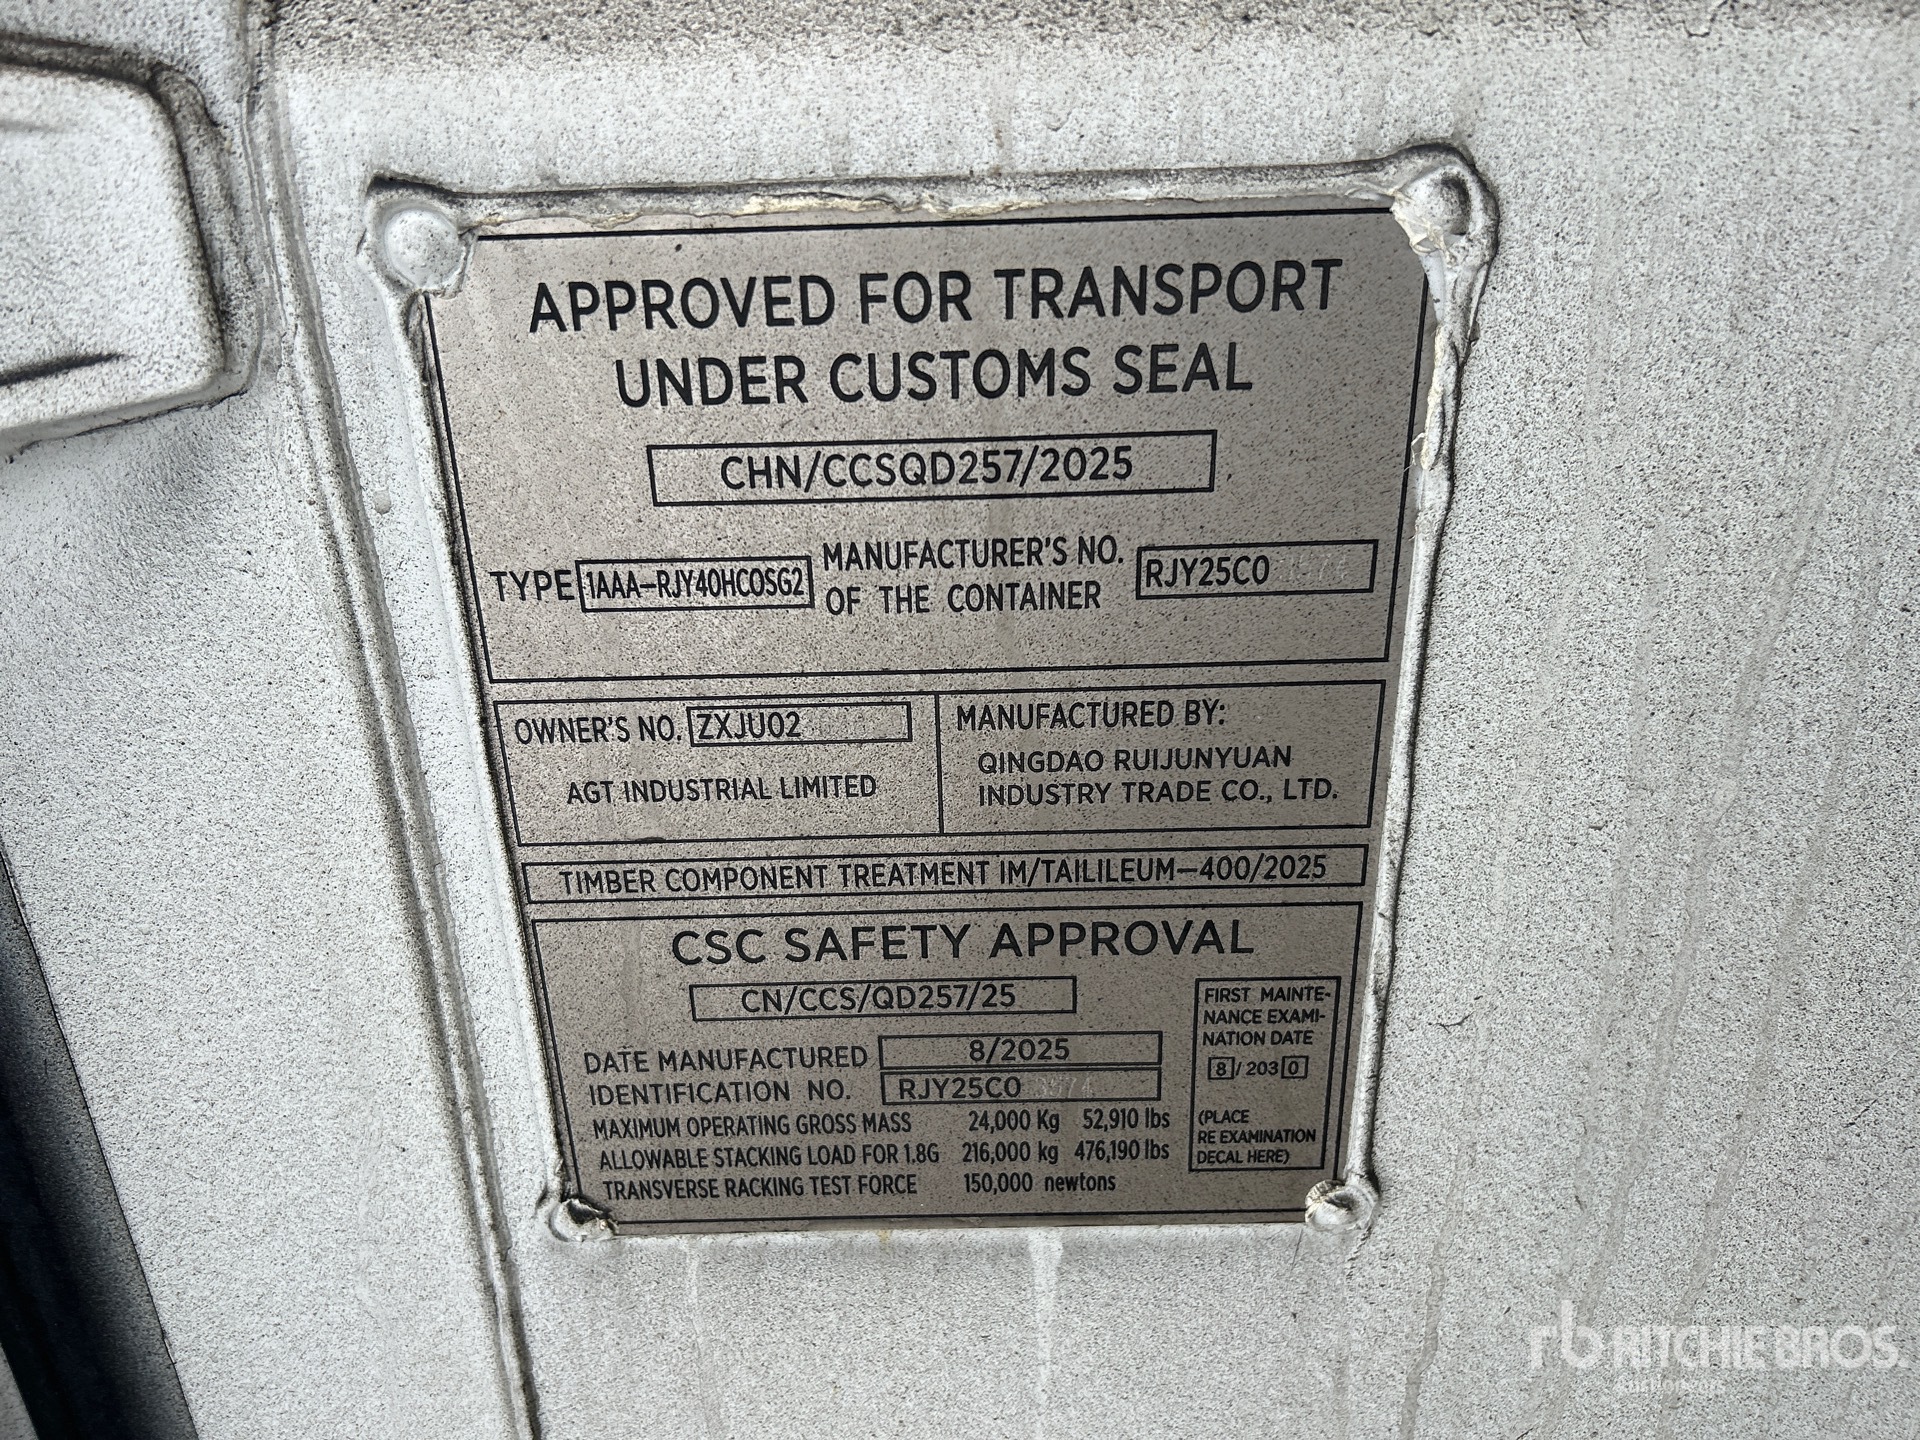 APPROVED FOR TRANSPORT
UNDER CUSTOMS SEAL
CHN/CCSQD257/2025
TYPE 1AAA-RJY40HCOSG2 MANUFACTURER'S NO. OF THE CONTAINER RJY25C0
OWNER'S NO. ZXJU02
AGT INDUSTRIAL LIMITED
MANUFACTURED BY:
QINGDAO RUIJUNYUAN
INDUSTRY TRADE CO., LTD.
TIMBER COMPONENT TREATMENT IM/TAILILEUM-400/2025
CSC SAFETY APPROVAL
CN/CCS/QD257/25
DATE MANUFACTURED 8/2025
IDENTIFICATION NO. RJY25C0
MAXIMUM OPERATING GROSS MASS 24,000 Kg 52,910 lbs
ALLOWABLE STACKING LOAD FOR 1.8G 216,000 kg 476,190 lbs
TRANSVERSE RACKING TEST FORCE 150,000 newtons
FIRST MAINTE-
NANCE EXAMI-
NATION DATE
8/2030
(PLACE
RE EXAMINATION
DECAL HERE)
rb RITCHIE BROS.
Auctioneers